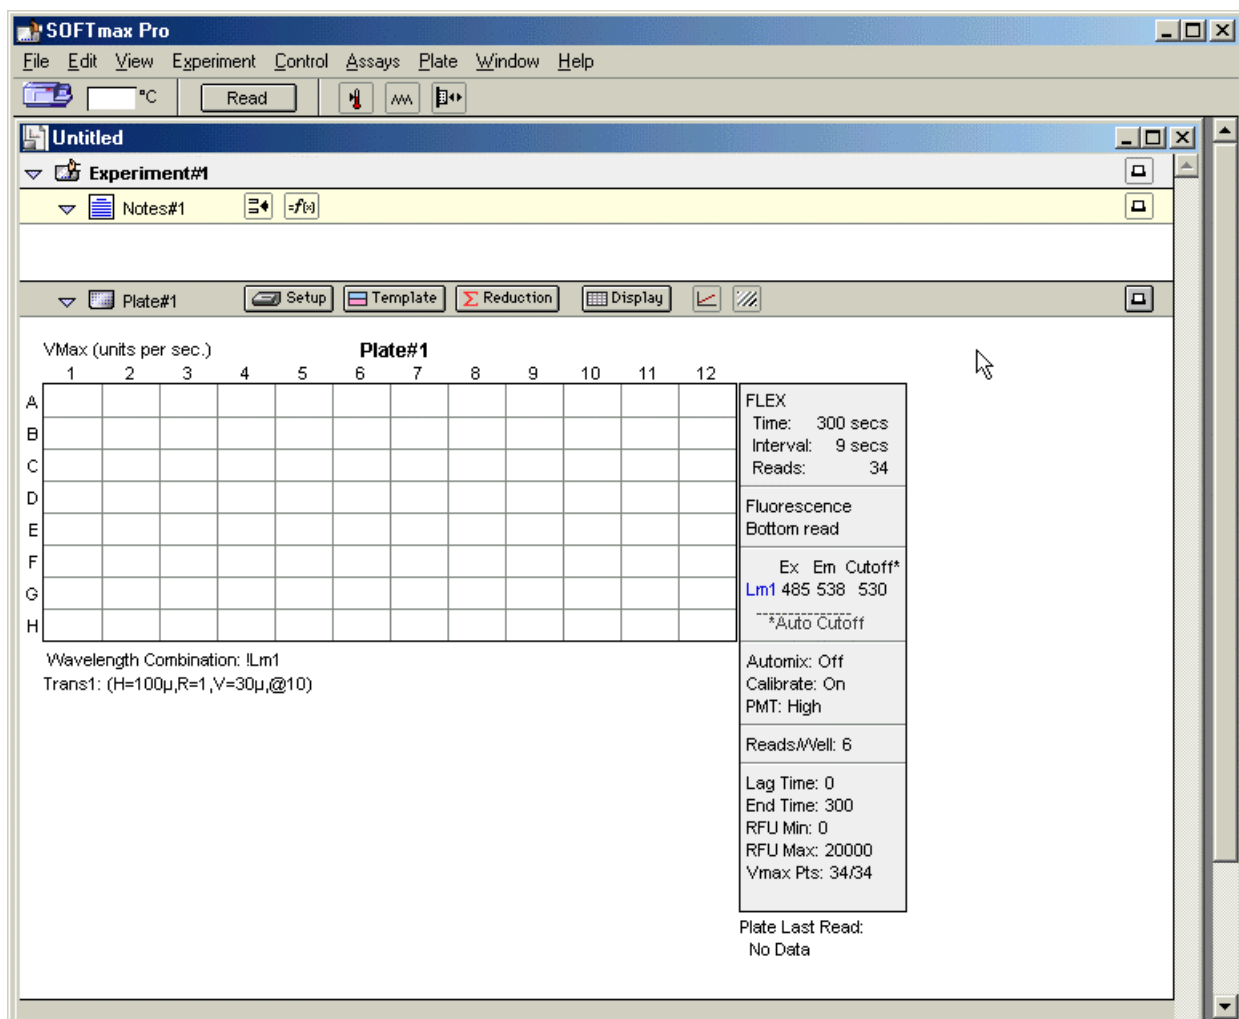 SOFTmax Pro
File Edit View Experiment Control Assays Plate Window Help
°C Read
Untitled
Experiment#1
Notes#1 =f(x)
Plate#1 Setup Template Reduction Display
VMax (units per sec.) Plate#1
1 2 3 4 5 6 7 8 9 10 11 12
A
B
C
D
E
F
G
H
FLEX
Time: 300 secs
Interval: 9 secs
Reads: 34
Fluorescence
Bottom read
Ex Em Cutoff*
Lm1 485 538 530
*Auto Cutoff
Automix: Off
Calibrate: On
PMT: High
Reads/Well: 6
Lag Time: 0
End Time: 300
RFU Min: 0
RFU Max: 20000
Vmax Pts: 34/34
Wavelength Combination: !Lm1
Trans1: (H=100µ,R=1,V=30µ,@10)
Plate Last Read:
No Data